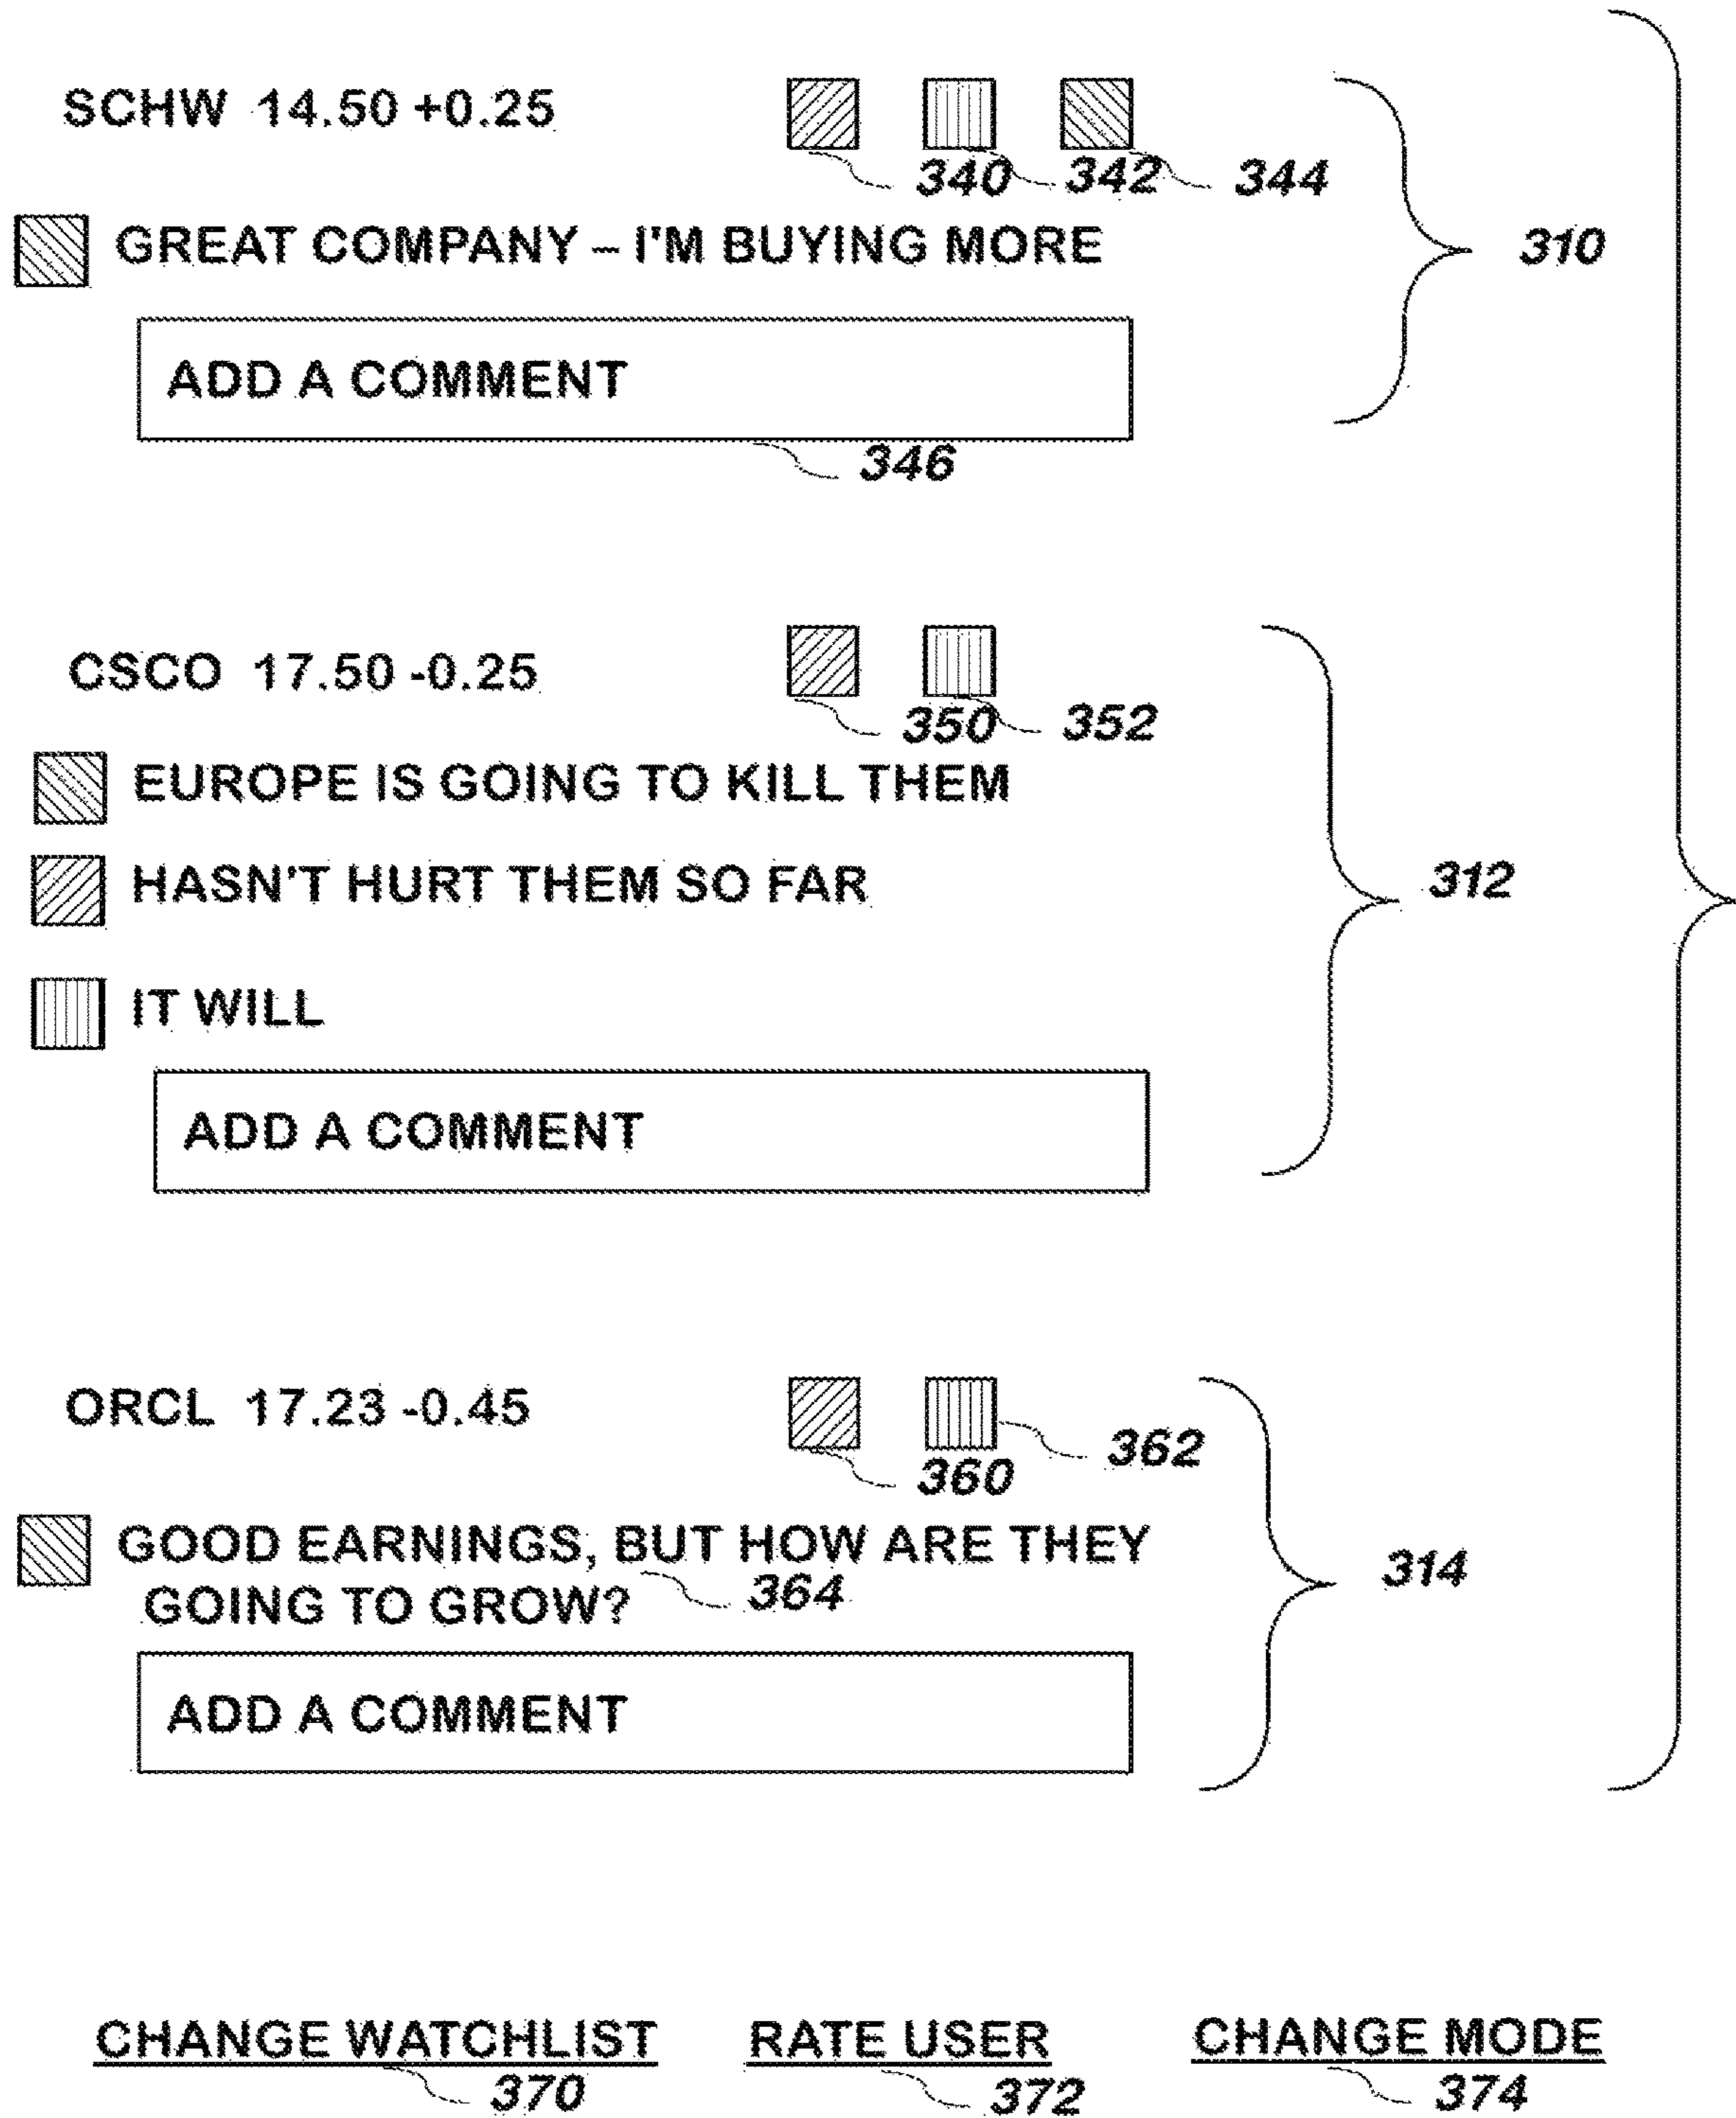 SCHW 14.50 +0.25
340 342 344
GREAT COMPANY – I'M BUYING MORE
310
ADD A COMMENT
346
CSCO 17.50 -0.25
350 352
EUROPE IS GOING TO KILL THEM
HASN'T HURT THEM SO FAR
312
IT WILL
ADD A COMMENT
ORCL 17.23 -0.45
362
360
GOOD EARNINGS, BUT HOW ARE THEY
314
GOING TO GROW? 364
ADD A COMMENT
CHANGE WATCHLIST RATE USER CHANGE MODE
370 372 374